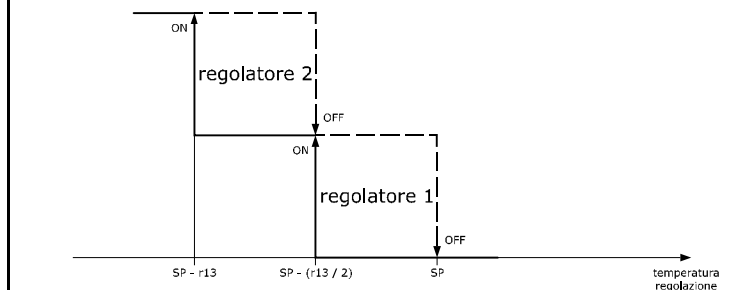 ON
regolatore 2
OFF
ON
regolatore 1
OFF
SP - r13
SP - (r13 / 2)
SP
temperatura
regolazione